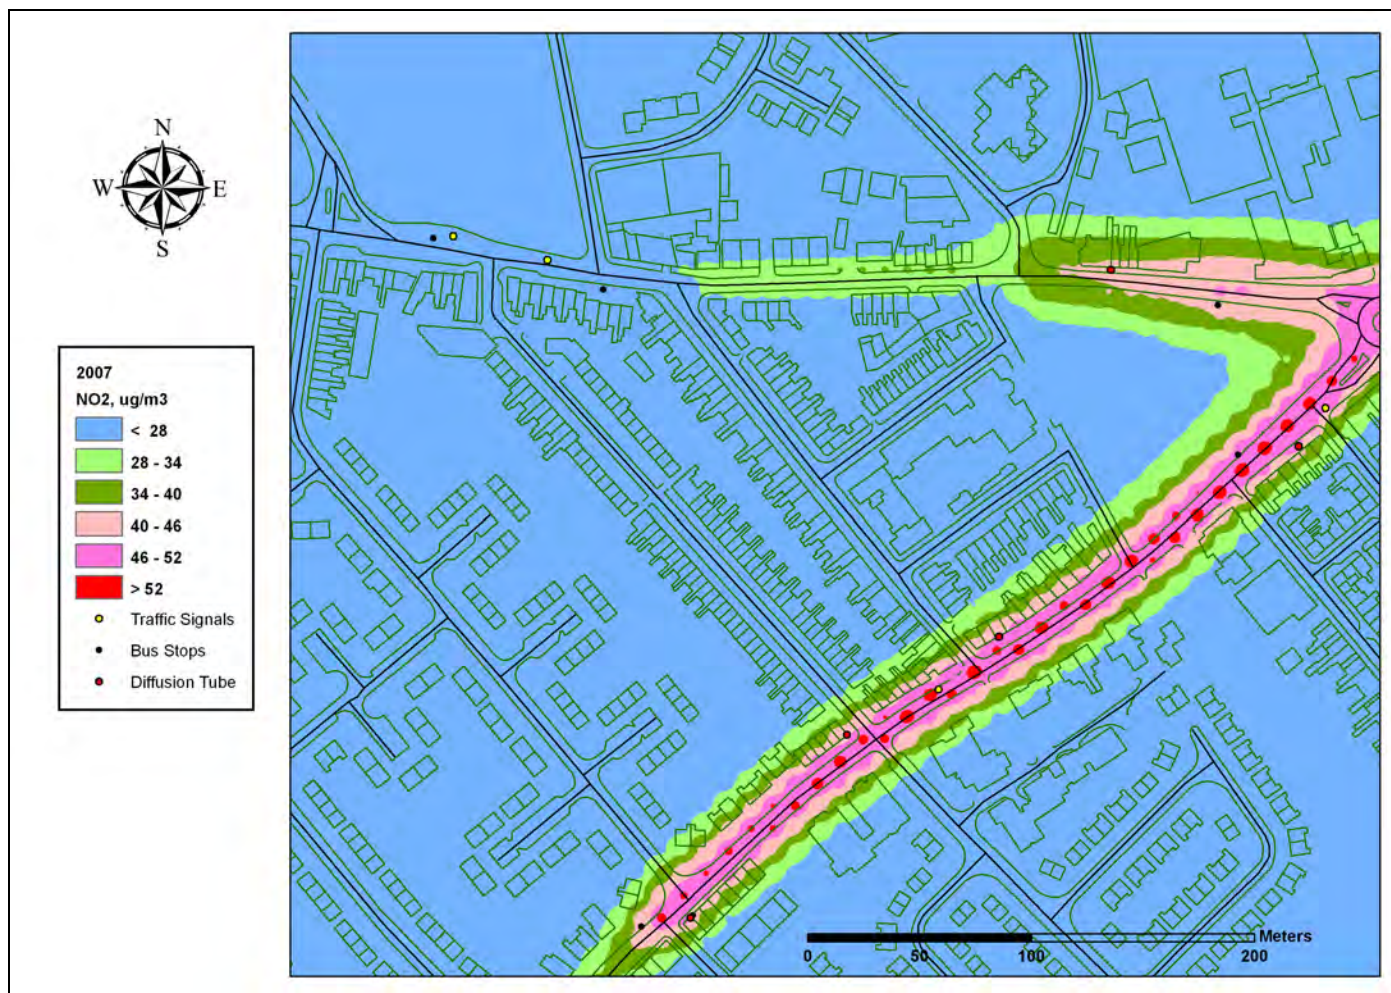 N
W E
S
2007
NO2, ug/m3
< 28
28 - 34
34 - 40
40 - 46
46 - 52
> 52
Traffic Signals
Bus Stops
Diffusion Tube
Meters
0 50 100 200